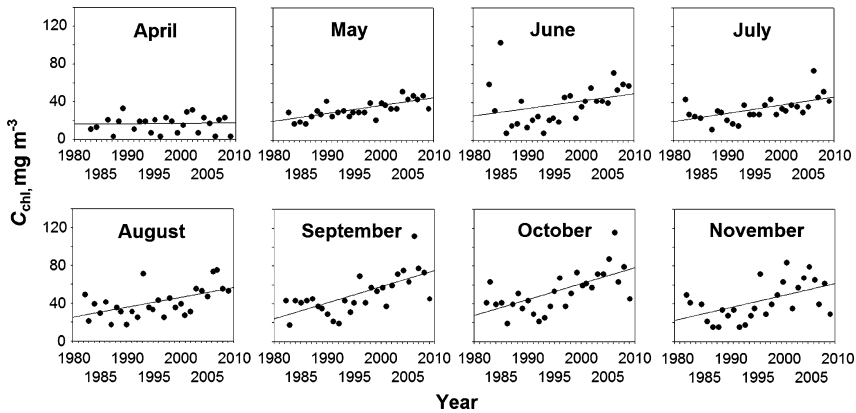 120
80
40
0
April
May
June
July
1980 1990 2000 2010
1985 1995 2005
1980 1990 2000 2010
1985 1995 2005
1980 1990 2000 2010
1985 1995 2005
1980 1990 2000 2010
1985 1995 2005
C chl, mg m-3
120
80
40
0
August
September
October
November
1980 1990 2000 2010
1985 1995 2005
1980 1990 2000 2010
1985 1995 2005
1980 1990 2000 2010
1985 1995 2005
1980 1990 2000 2010
1985 1995 2005
Year